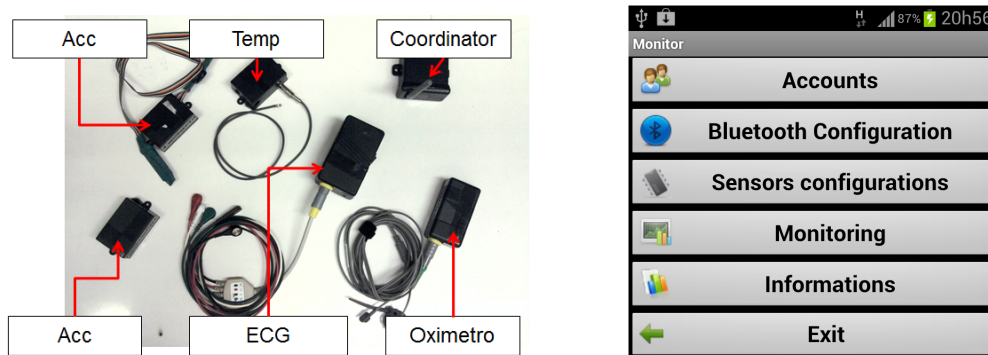 Acc
Temp
Coordinator
Acc
ECG
Oximetro
H 87% 20h56
Monitor
Accounts
Bluetooth Configuration
Sensors configurations
Monitoring
Informations
Exit